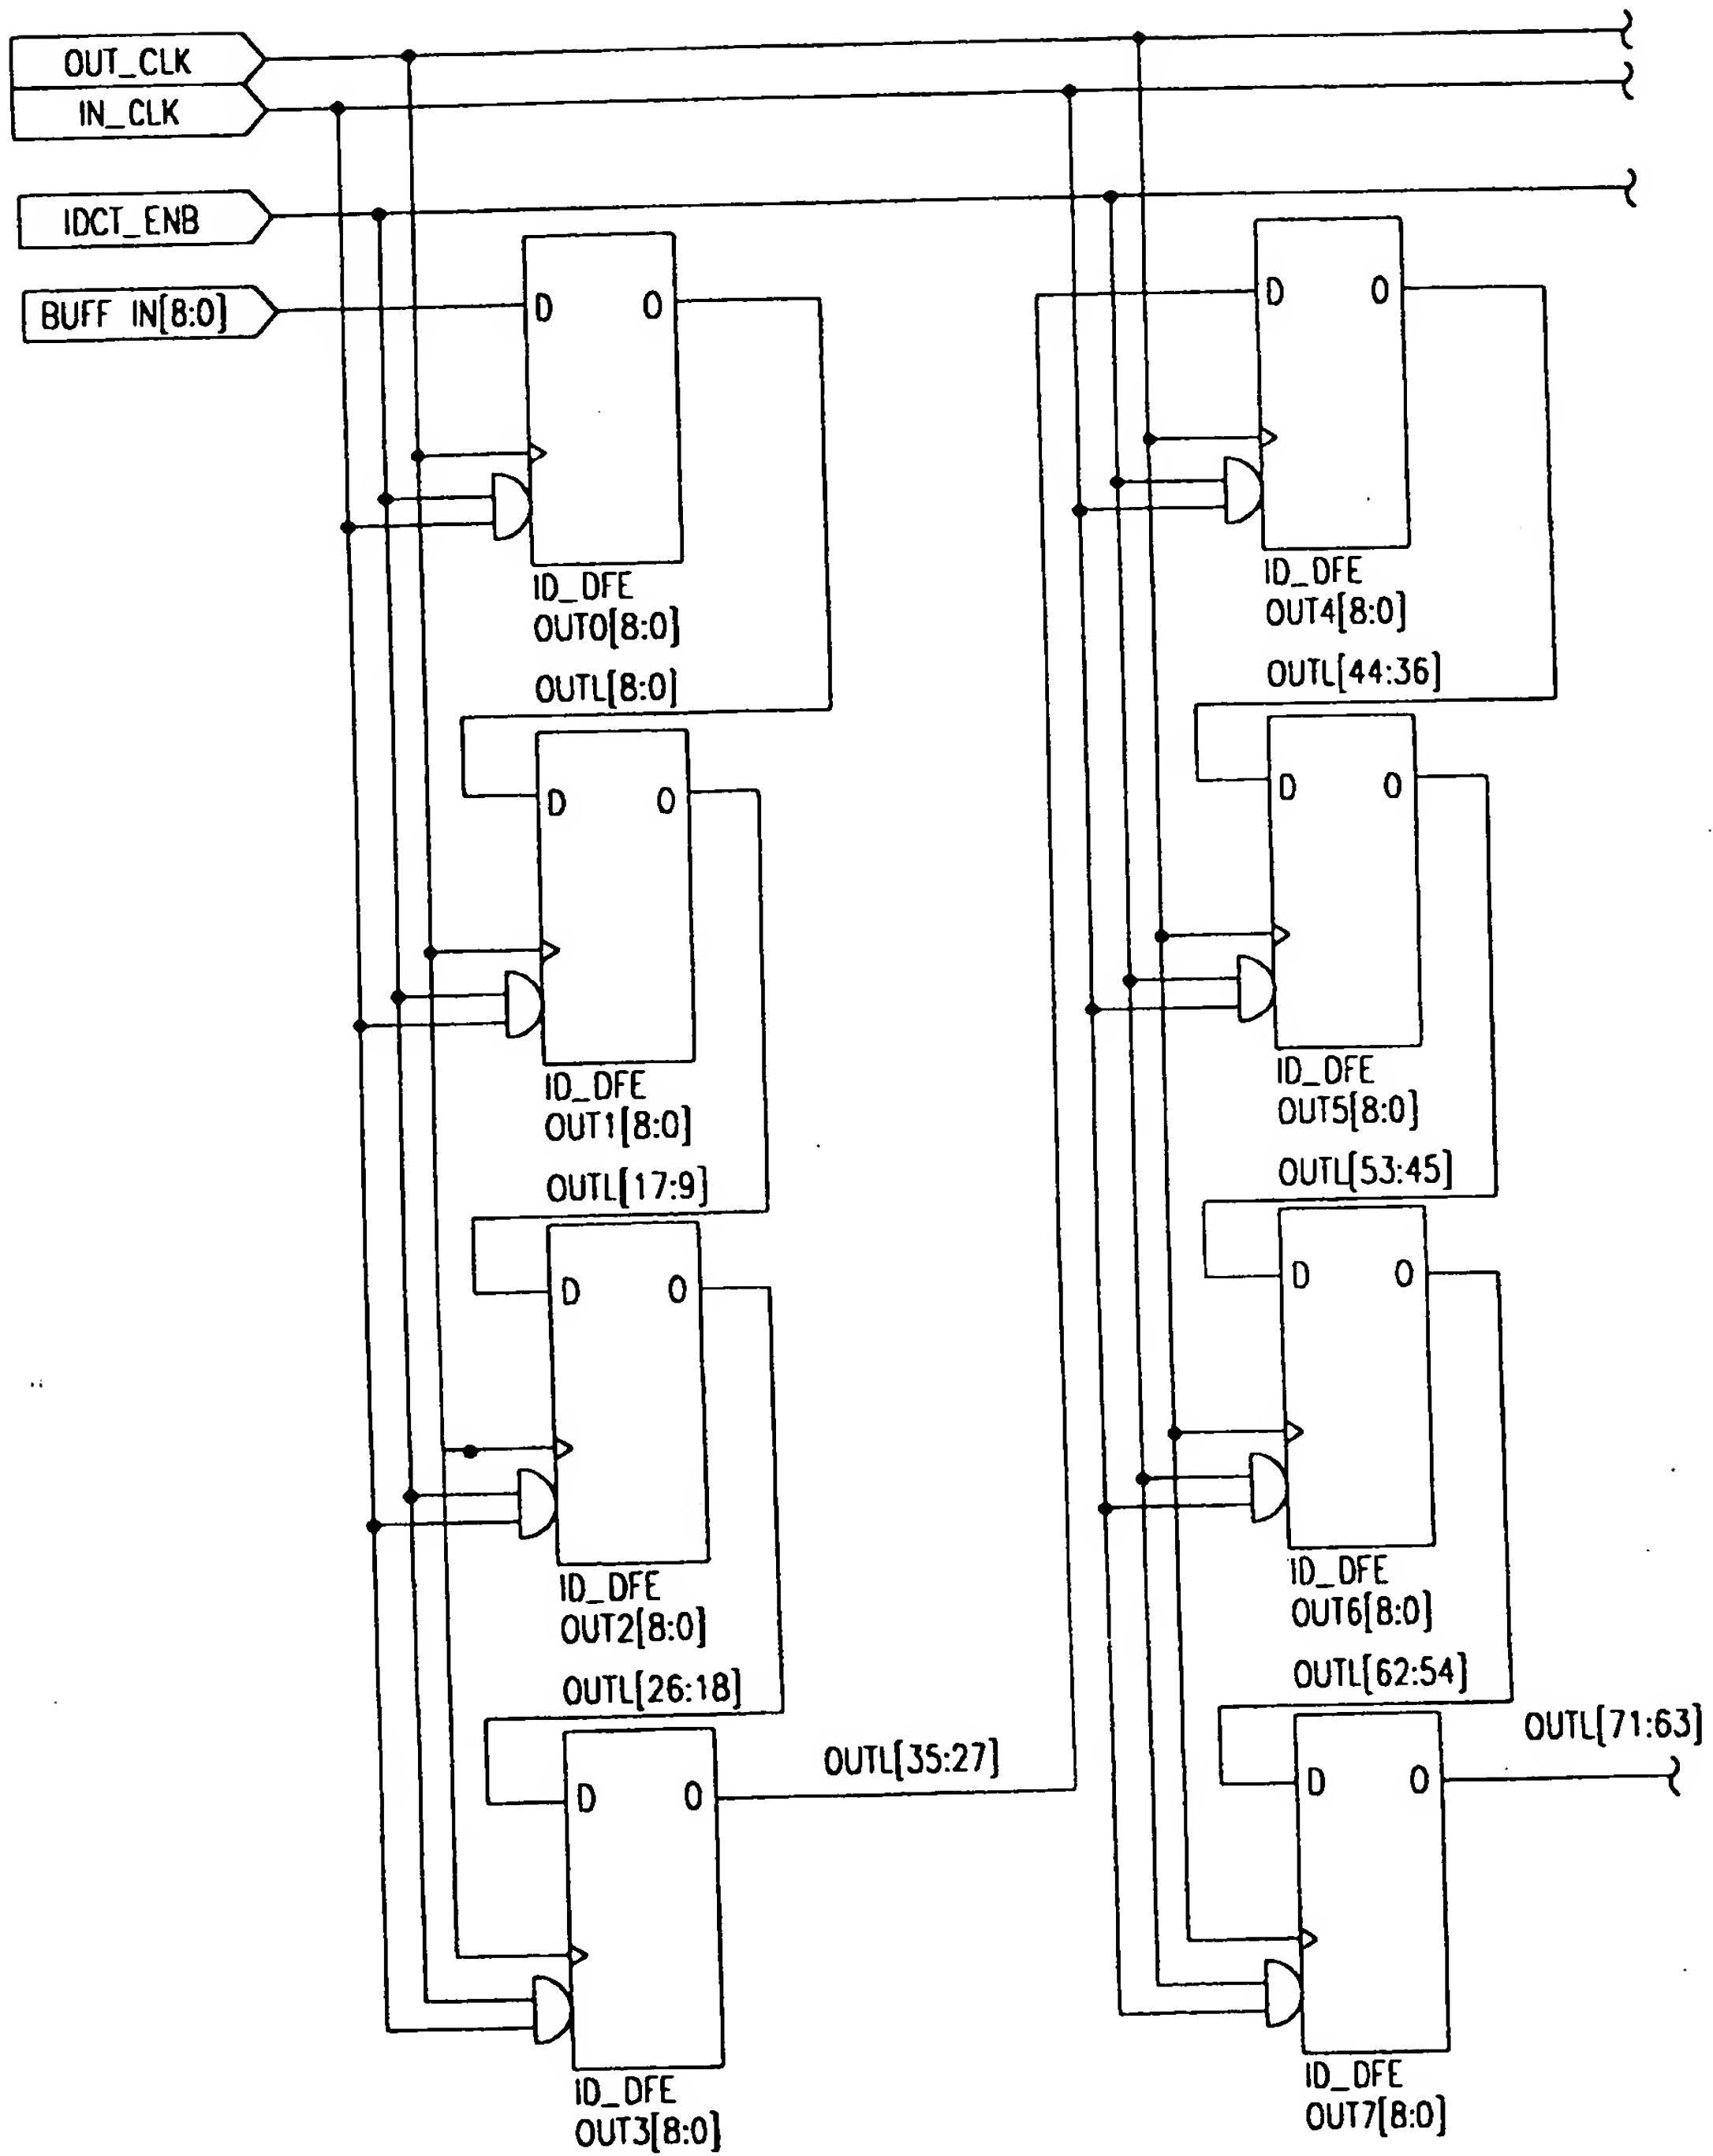 OUT_CLK
IN_CLK
IDCT_ENB
BUFF IN[8:0]
D O
ID_DFE
OUT0[8:0]
OUTL[8:0]
D O
ID_DFE
OUT1[8:0]
OUTL[17:9]
D O
ID_DFE
OUT2[8:0]
OUTL[26:18]
D O
ID_DFE
OUT3[8:0]
OUTL[35:27]
D O
ID_DFE
OUT4[8:0]
OUTL[44:36]
D O
ID_DFE
OUT5[8:0]
OUTL[53:45]
D O
ID_DFE
OUT6[8:0]
OUTL[62:54]
D O
ID_DFE
OUT7[8:0]
OUTL[71:63]